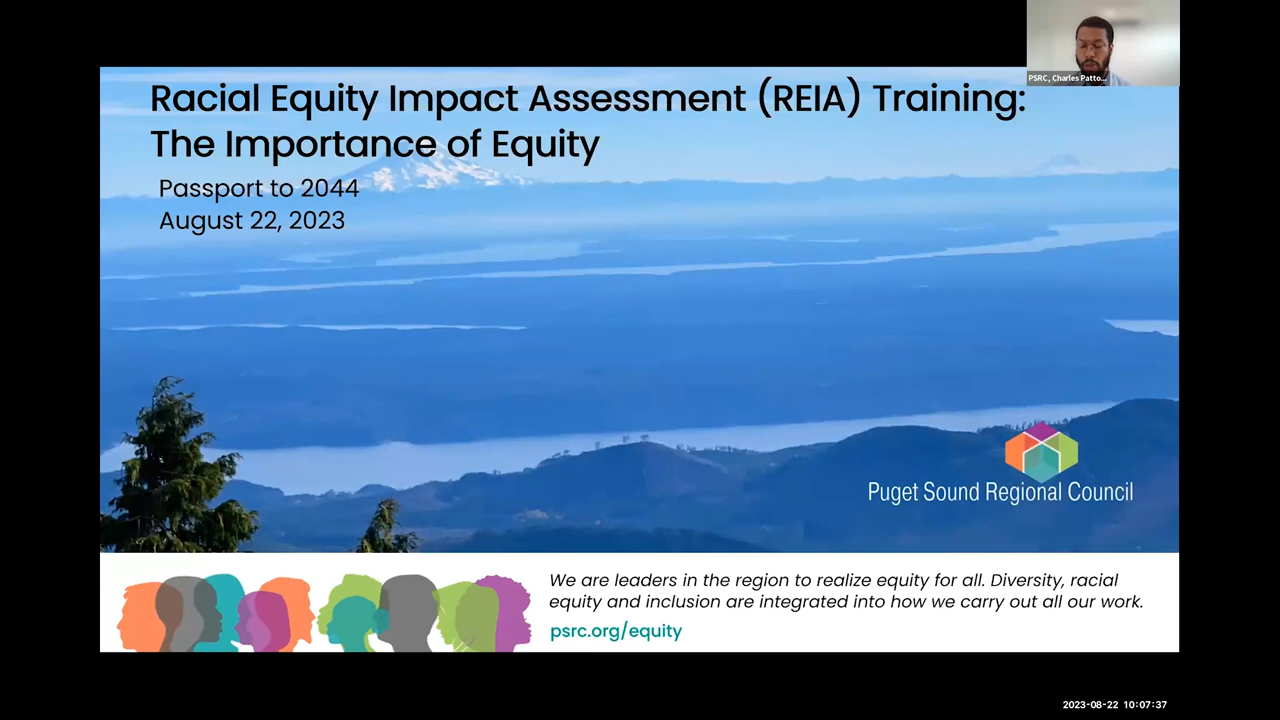 PSRC, Charles Patto...
Racial Equity Impact Assessment (REIA) Training:
The Importance of Equity
Passport to 2044
August 22, 2023
Puget Sound Regional Council
We are leaders in the region to realize equity for all. Diversity, racial
equity and inclusion are integrated into how we carry out all our work.
psrc.org/equity
2023-08-22 10:07:37